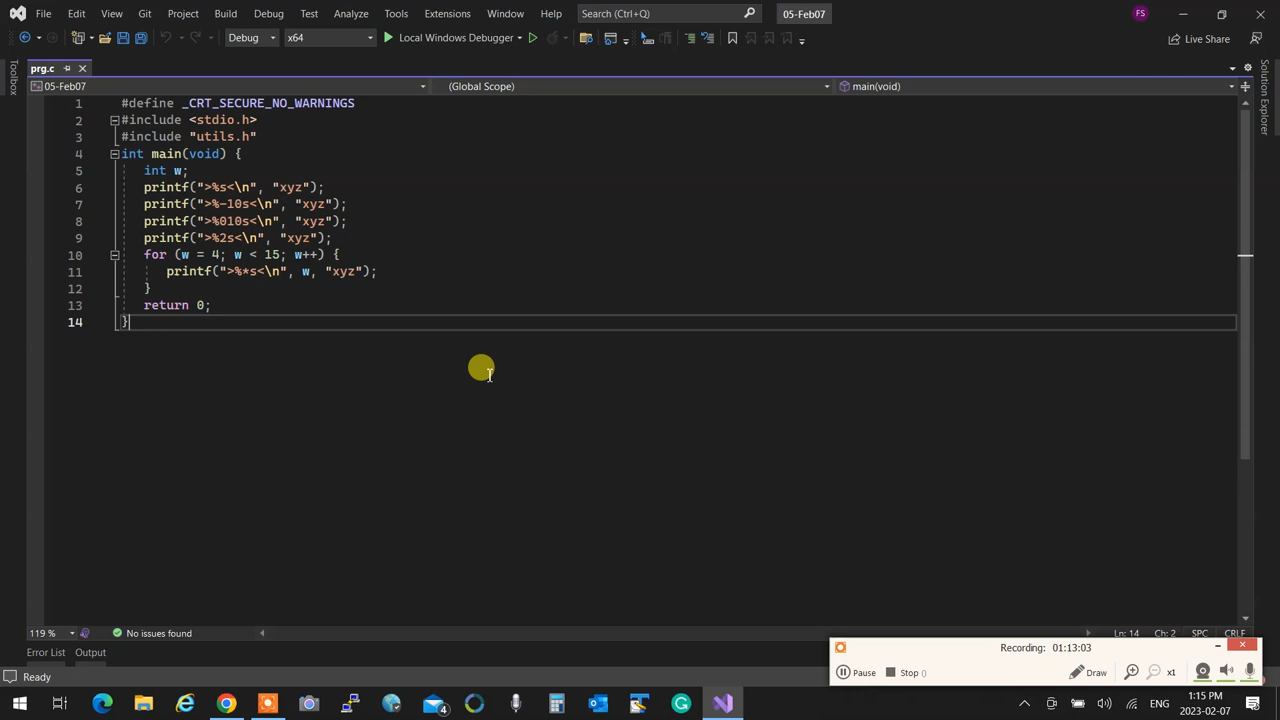 File Edit View Git Project Build Debug Test Analyze Tools Extensions Window Help Search (Ctrl+Q) 05-Feb07 FS
Debug x64 Local Windows Debugger Live Share
prg.c
05-Feb07 (Global Scope) main(void)
Toolbox
Solution Explorer
1 #define _CRT_SECURE_NO_WARNINGS
2 #include <stdio.h>
3 #include "utils.h"
4 int main(void) {
5 int w;
6 printf(">%s<\n", "xyz");
7 printf(">%-10s<\n", "xyz");
8 printf(">%010s<\n", "xyz");
9 printf(">%2s<\n", "xyz");
10 for (w = 4; w < 15; w++) {
11 printf(">%*s<\n", w, "xyz");
12 }
13 return 0;
14 }
119 % No issues found Ln: 14 Ch: 2 SPC CRLF
Error List Output
Recording: 01:13:03
Pause Stop () Draw x1
Ready
4
ENG
1:15 PM
2023-02-07